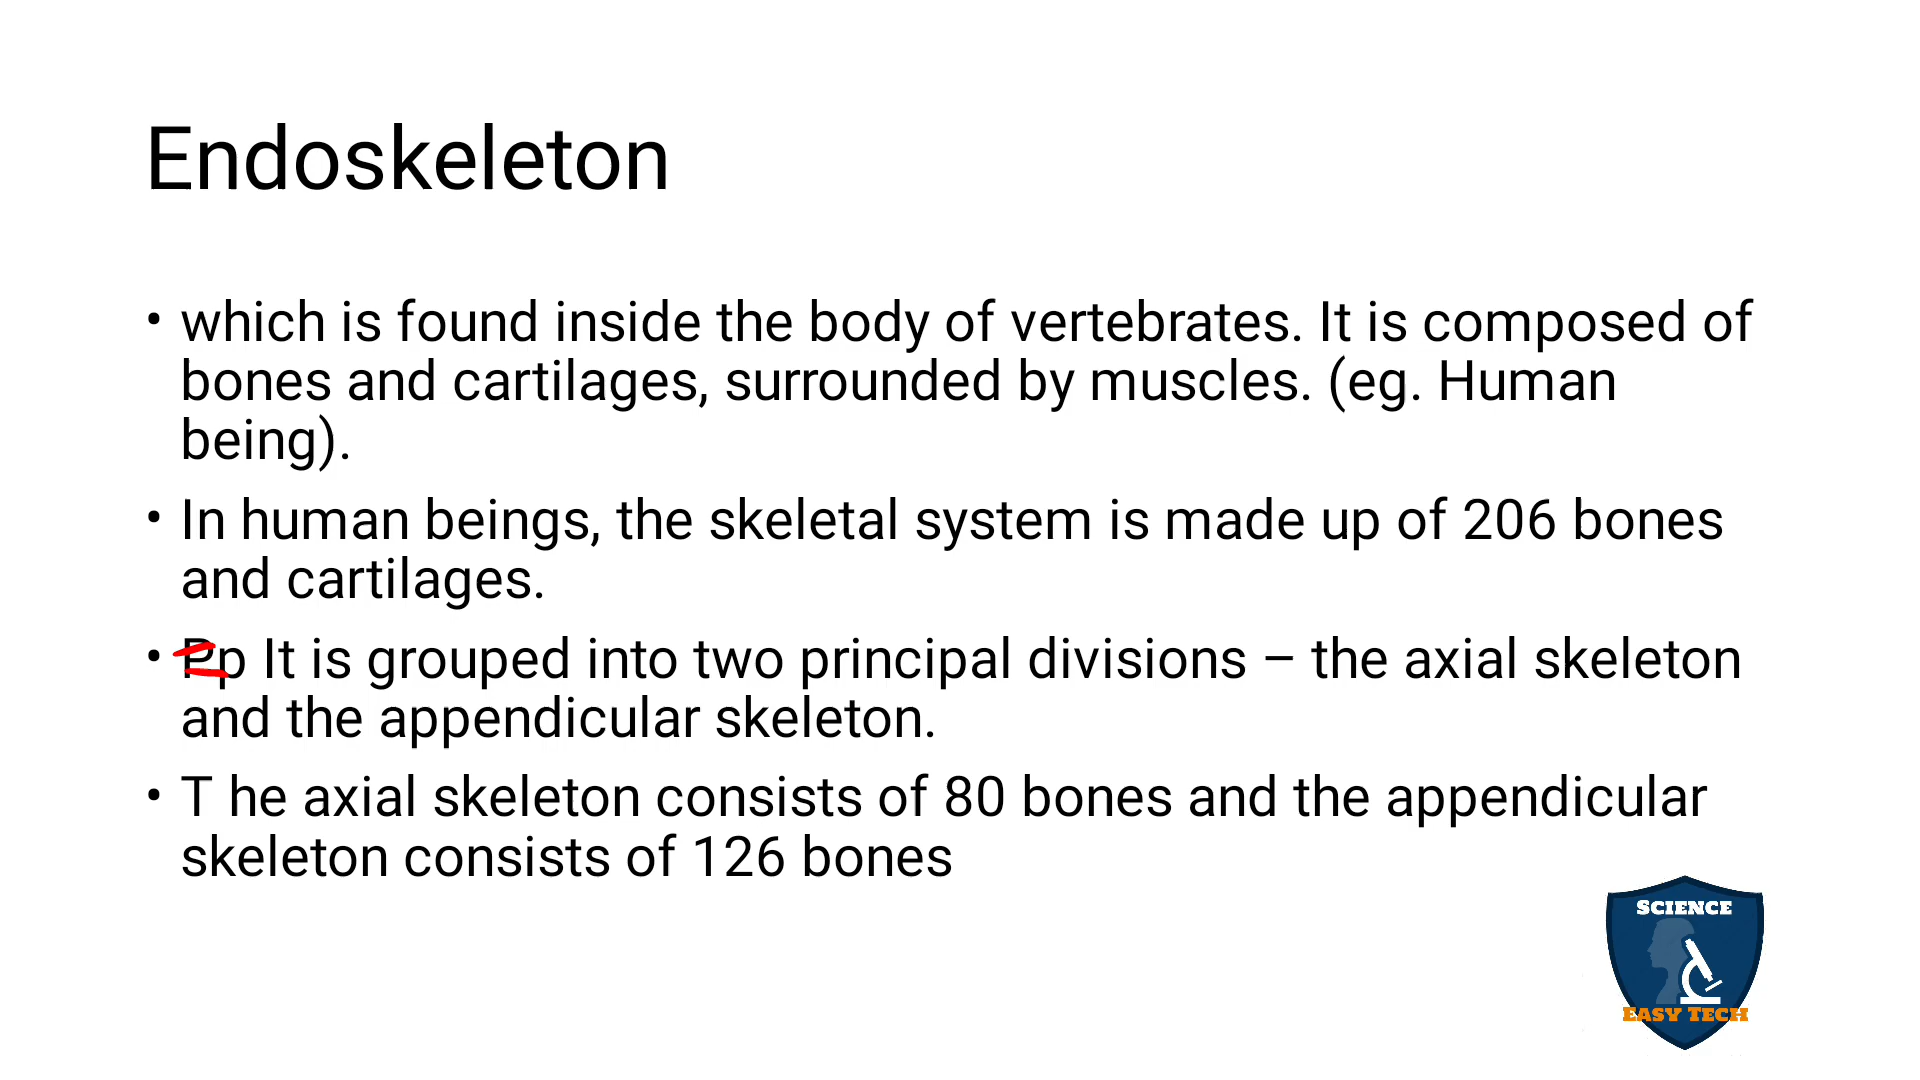 Endoskeleton
• which is found inside the body of vertebrates. It is composed of
bones and cartilages, surrounded by muscles. (eg. Human
being).
• In human beings, the skeletal system is made up of 206 bones
and cartilages.
• Pp It is grouped into two principal divisions – the axial skeleton
and the appendicular skeleton.
• T he axial skeleton consists of 80 bones and the appendicular
skeleton consists of 126 bones
SCIENCE
EASY TECH